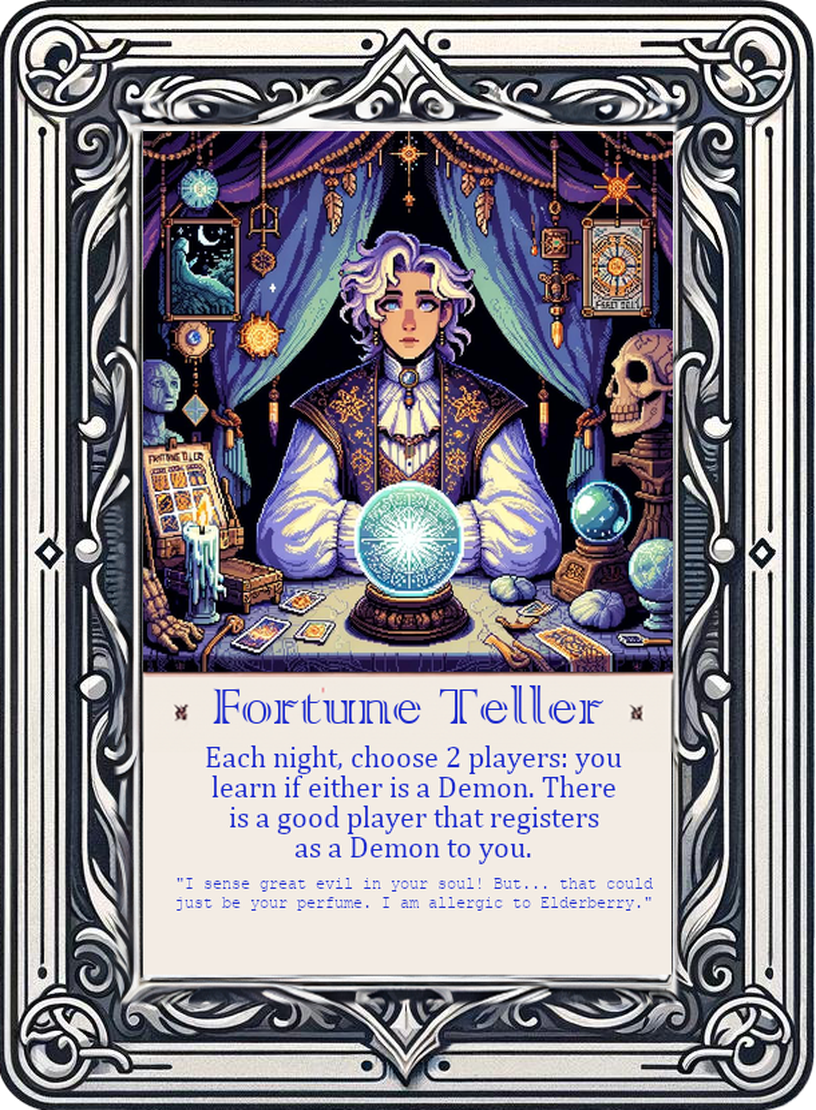 Fortune Teller
Each night, choose 2 players: you
learn if either is a Demon. There
is a good player that registers
as a Demon to you.
"I sense great evil in your soul! But... that could
just be your perfume. I am allergic to Elderberry."